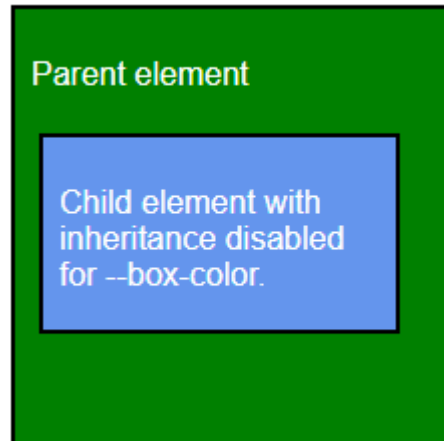 Parent element
Child element with
inheritance disabled
for --box-color.